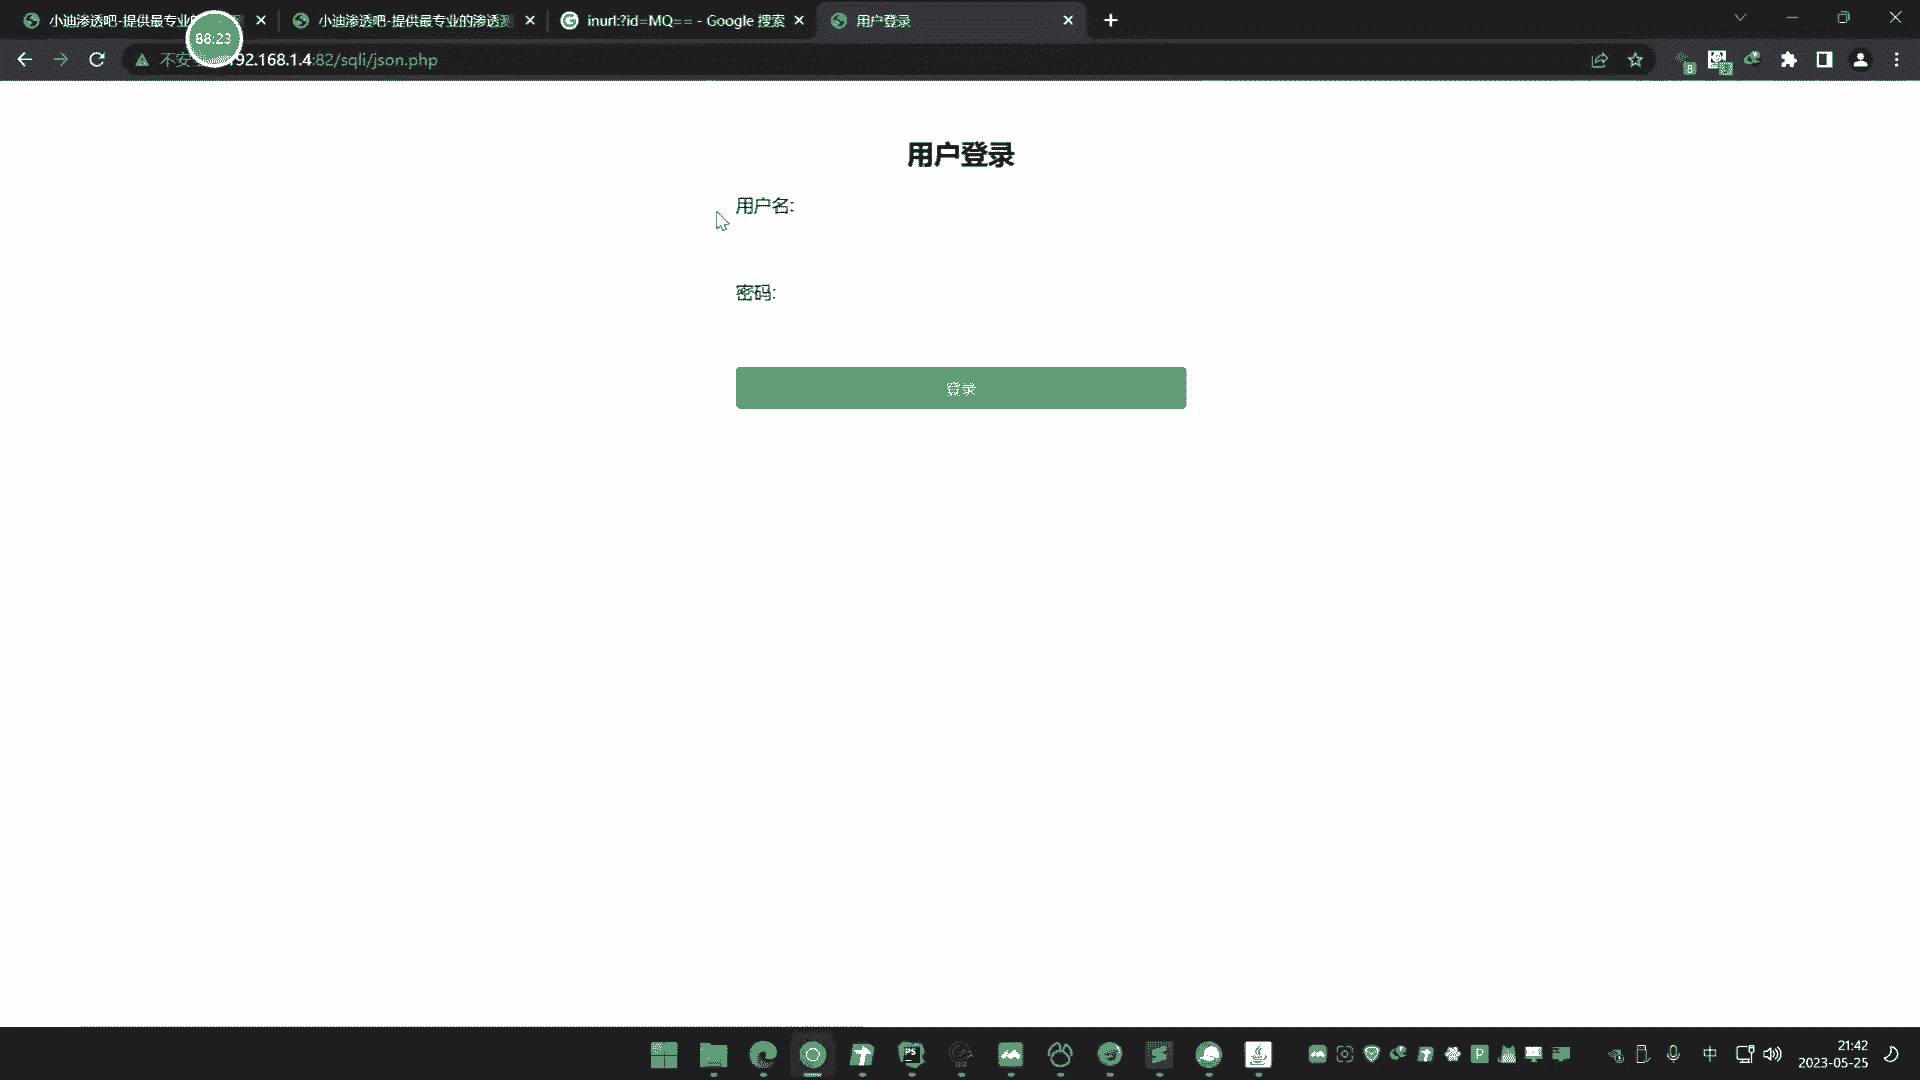 小迪渗透吧-提供最专业的
小迪渗透吧-提供最专业的渗透测
inurl:?id=MQ== - Google 搜索
用户登录
88:23
不安
92.168.1.4:82/sqli/json.php
8
用户登录
用户名:
密码:
登录
PS
P
中
21:42
2023-05-25